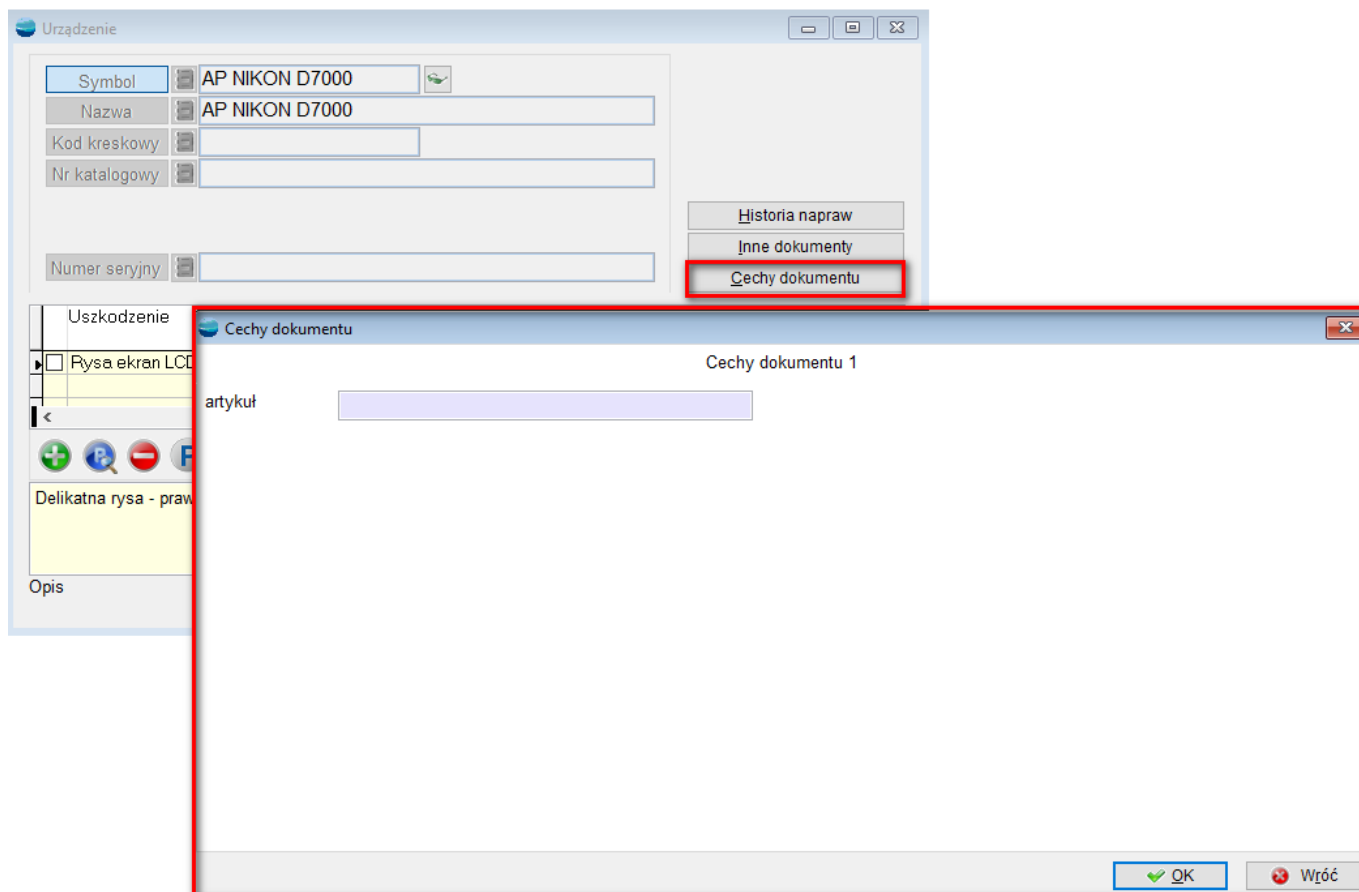 Urządzenie
Symbol AP NIKON D7000
Nazwa AP NIKON D7000
Kod kreskowy
Nr katalogowy
Historia napraw
Inne dokumenty
Numer seryjny
Cechy dokumentu
Uszkodzenie
Rysa ekran LCD
Delikatna rysa - praw
Opis
Cechy dokumentu
Cechy dokumentu 1
artykuł
OK Wróć